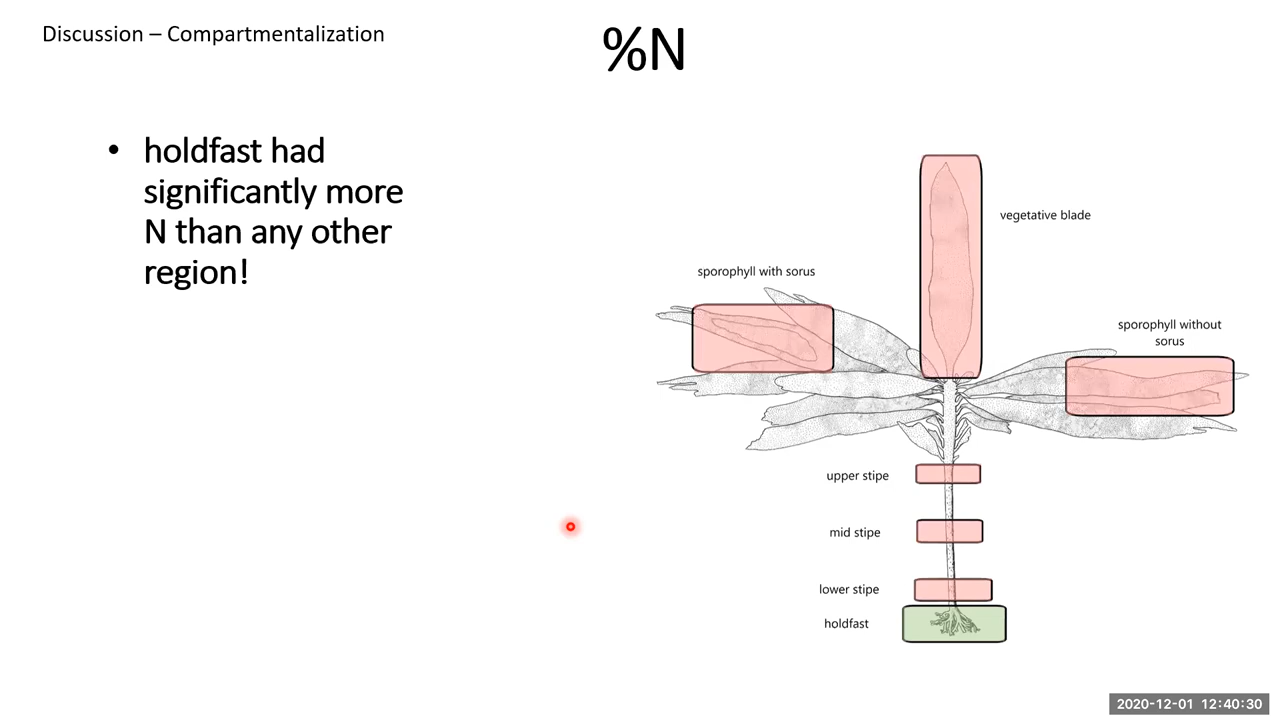 Discussion – Compartmentalization
%N
• holdfast had
significantly more
N than any other
region!
vegetative blade
sporophyll with sorus
sporophyll without
sorus
upper stipe
mid stipe
lower stipe
holdfast
2020-12-01 12:40:30